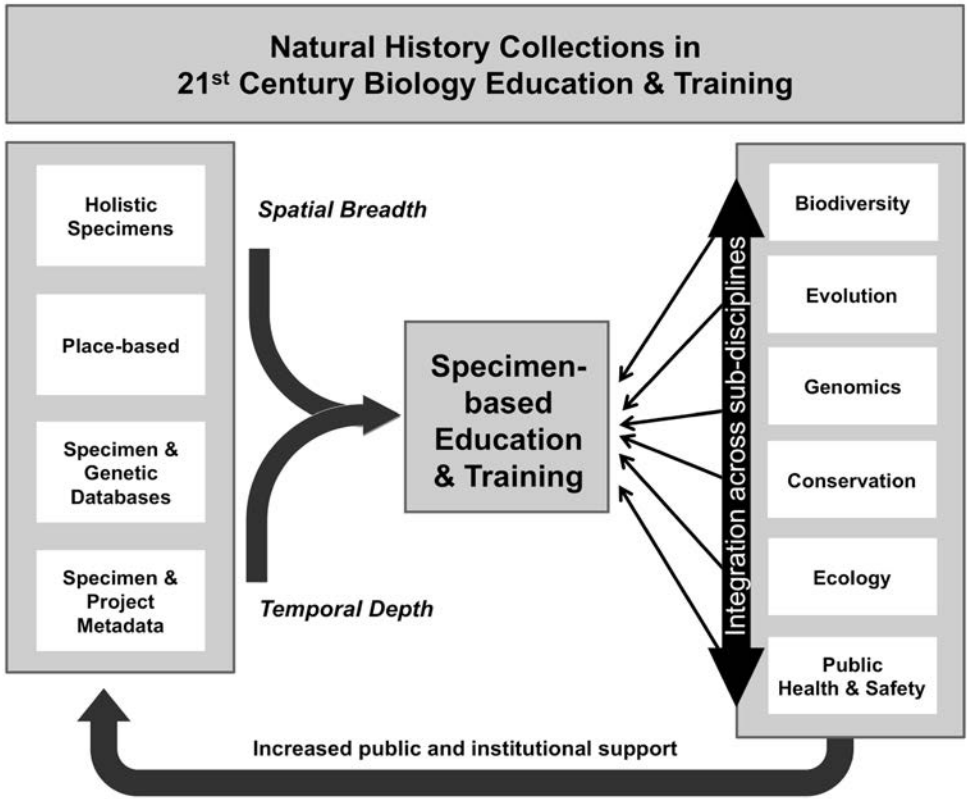 Natural History Collections in
21st Century Biology Education & Training
Holistic
Specimens
Place-based
Specimen &
Genetic
Databases
Specimen &
Project
Metadata
Spatial Breadth
Temporal Depth
Specimen-
based
Education
& Training
Integration across sub-disciplines
Biodiversity
Evolution
Genomics
Conservation
Ecology
Public
Health & Safety
Increased public and institutional support